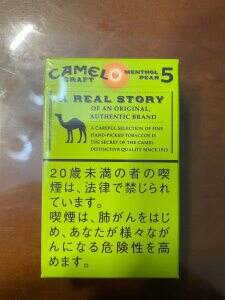 CAMEL
CRAFT
MENTHOL
PEAR
5
A REAL STORY
OF AN ORIGINAL,
AUTHENTIC BRAND
A CAREFUL SELECTION OF FINE
HAND-PICKED TOBACCOS IS
THE SECRET OF THE CAMEL
DISTINCTIVE QUALITY SINCE 1913
20歳未満の者の喫
煙は、法律で禁じられ
ています。
喫煙は、肺がんをはじ
め、あなたが様々なが
んになる危険性を高
めます。